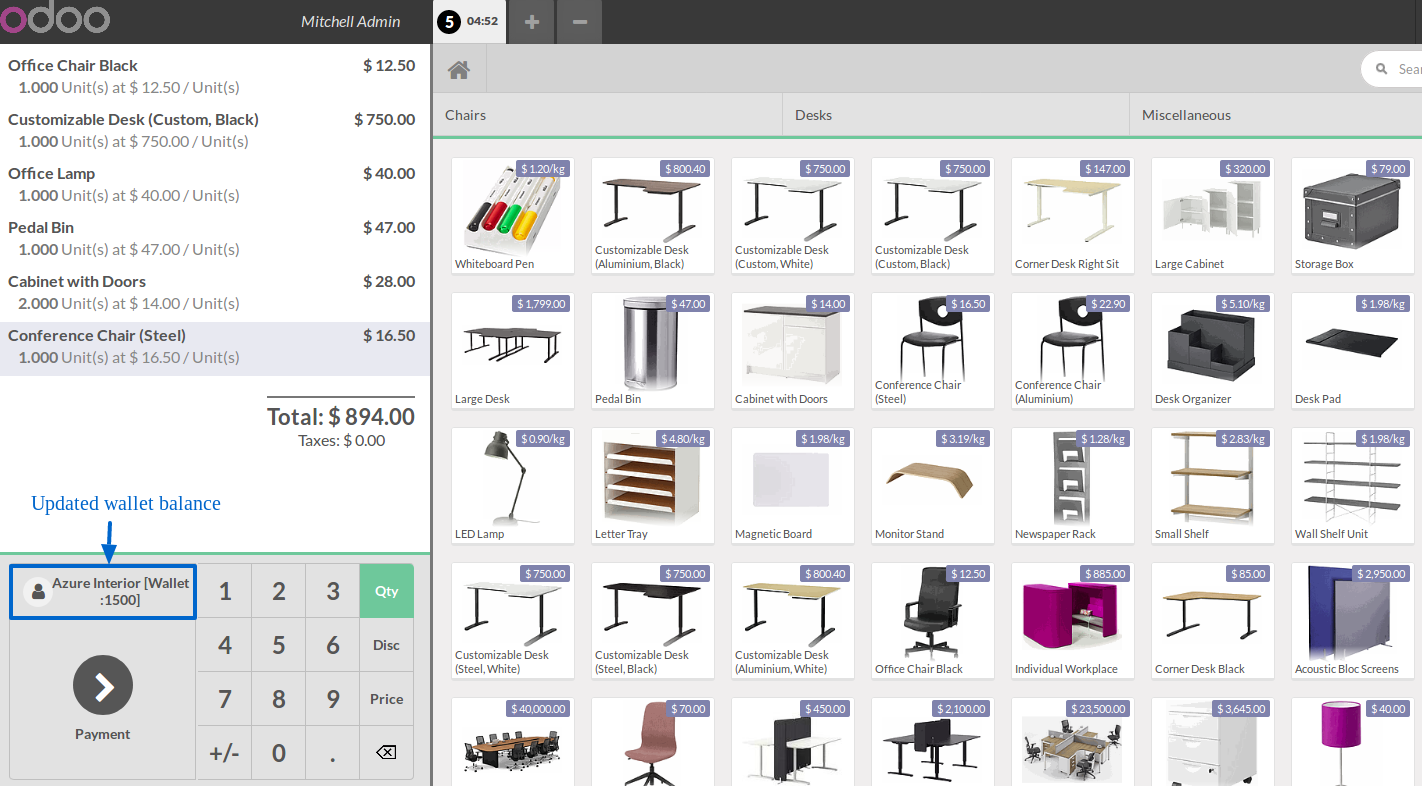 odoo
Mitchell Admin
5 04:52
+
−
Office Chair Black $ 12.50
1.000 Unit(s) at $ 12.50 / Unit(s)
Customizable Desk (Custom, Black) $ 750.00
1.000 Unit(s) at $ 750.00 / Unit(s)
Office Lamp $ 40.00
1.000 Unit(s) at $ 40.00 / Unit(s)
Pedal Bin $ 47.00
1.000 Unit(s) at $ 47.00 / Unit(s)
Cabinet with Doors $ 28.00
2.000 Unit(s) at $ 14.00 / Unit(s)
Conference Chair (Steel) $ 16.50
1.000 Unit(s) at $ 16.50 / Unit(s)
Total: $ 894.00
Taxes: $ 0.00
Updated wallet balance
Azure Interior [Wallet
:1500]
Payment
1 2 3 Qty
4 5 6 Disc
7 8 9 Price
+/- 0 .
Sear
Chairs Desks Miscellaneous
$ 1.20/kg
Whiteboard Pen
$ 800.40
Customizable Desk
(Aluminium, Black)
$ 750.00
Customizable Desk
(Custom, White)
$ 750.00
Customizable Desk
(Custom, Black)
$ 147.00
Corner Desk Right Sit
$ 320.00
Large Cabinet
$ 79.00
Storage Box
$ 1,799.00
Large Desk
$ 47.00
Pedal Bin
$ 14.00
Cabinet with Doors
$ 16.50
Conference Chair
(Steel)
$ 22.90
Conference Chair
(Aluminium)
$ 5.10/kg
Desk Organizer
$ 1.98/kg
Desk Pad
$ 0.90/kg
LED Lamp
$ 4.80/kg
Letter Tray
$ 1.98/kg
Magnetic Board
$ 3.19/kg
Monitor Stand
$ 1.28/kg
Newspaper Rack
$ 2.83/kg
Small Shelf
$ 1.98/kg
Wall Shelf Unit
$ 750.00
Customizable Desk
(Steel, White)
$ 750.00
Customizable Desk
(Steel, Black)
$ 800.40
Customizable Desk
(Aluminium, White)
$ 12.50
Office Chair Black
$ 885.00
Individual Workplace
$ 85.00
Corner Desk Black
$ 2,950.00
Acoustic Bloc Screens
$ 40,000.00
$ 70.00
$ 450.00
$ 2,100.00
$ 23,500.00
$ 3,645.00
$ 40.00